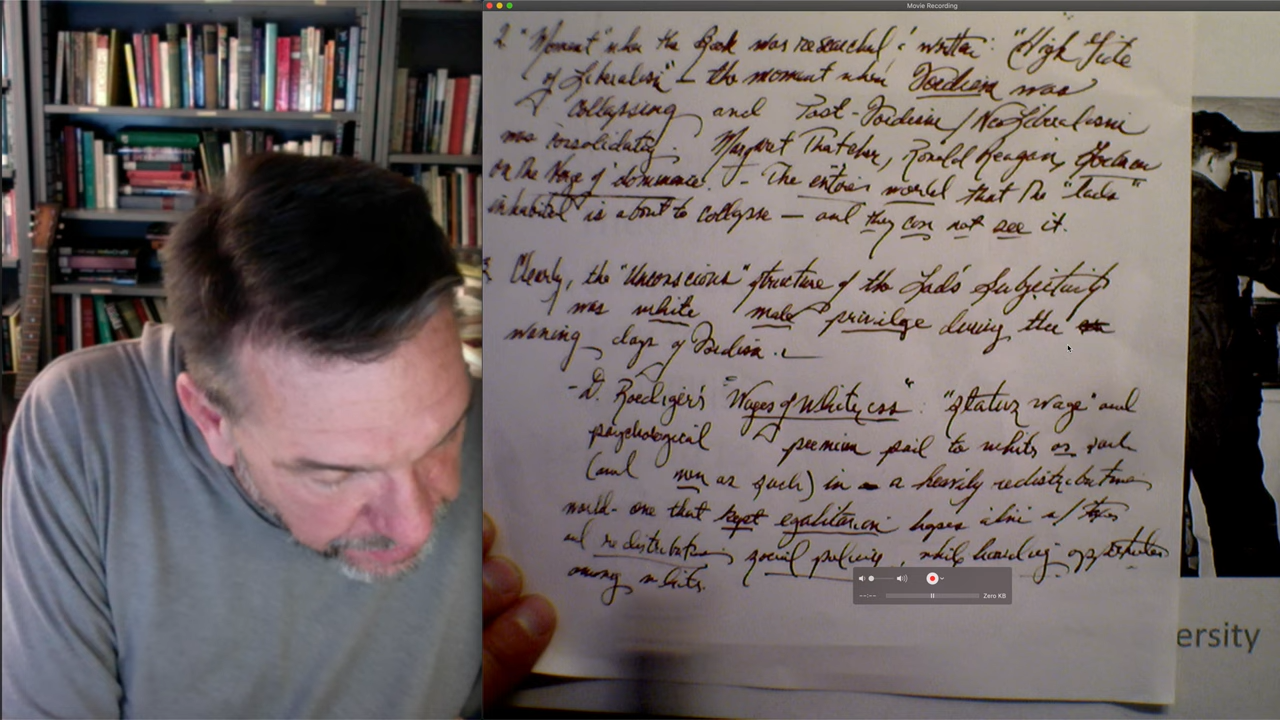 Movie Recording
2. "Moment" when the Book was researched & written: "High Tide
of Liberalism" – the moment when Fordism was
collapsing and Post-Fordism/NeoLiberalism
was consolidating. Margaret Thatcher, Ronald Reagan,
on the verge of dominance. - The entire world that the "lads"
inhabited is about to collapse — and they can not see it.
Clearly, the "Unconscious" structure of the Lads' Subjectivity
was white male privilege during the
waning days of Fordism.
- D. Roediger's "Wages of Whiteness": "status wage" and
psychological premium paid to whites as such
(and men as such) in a heavily redistributive
world - one that kept egalitarian hopes alive w/
and redistributive social policies, while hoarding opportunities
among whites.
--:-- Zero KB
ersity